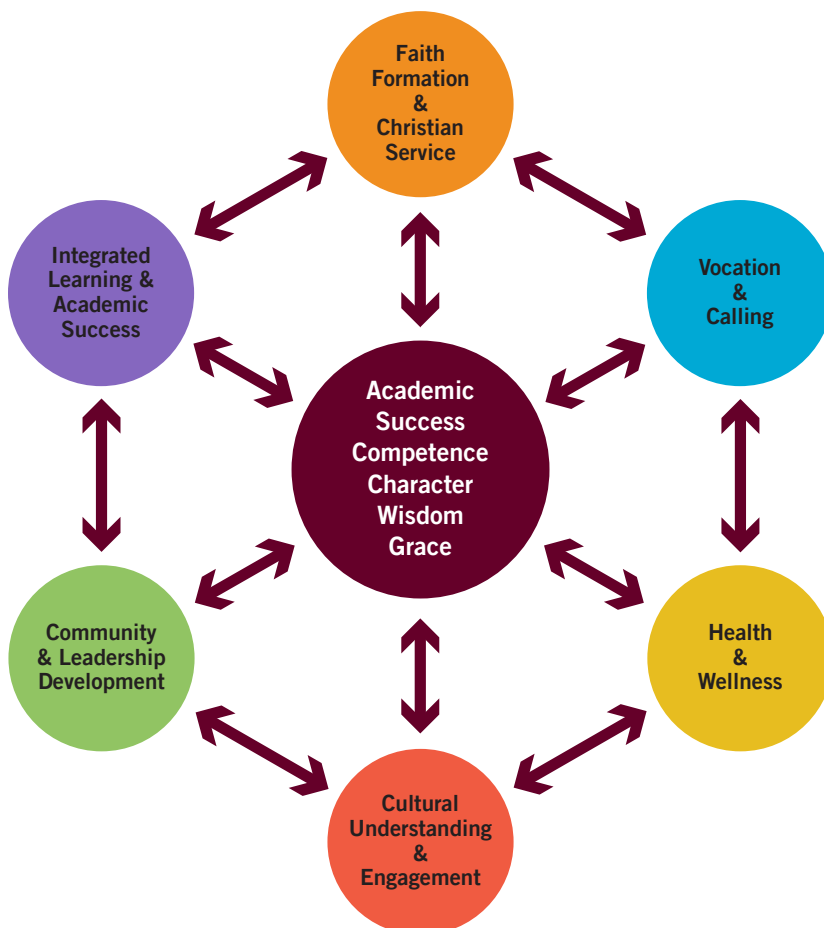 Faith
Formation
&
Christian
Service
Integrated
Learning &
Academic
Success
Vocation
&
Calling
Academic
Success
Competence
Character
Wisdom
Grace
Community
& Leadership
Development
Health
&
Wellness
Cultural
Understanding
&
Engagement